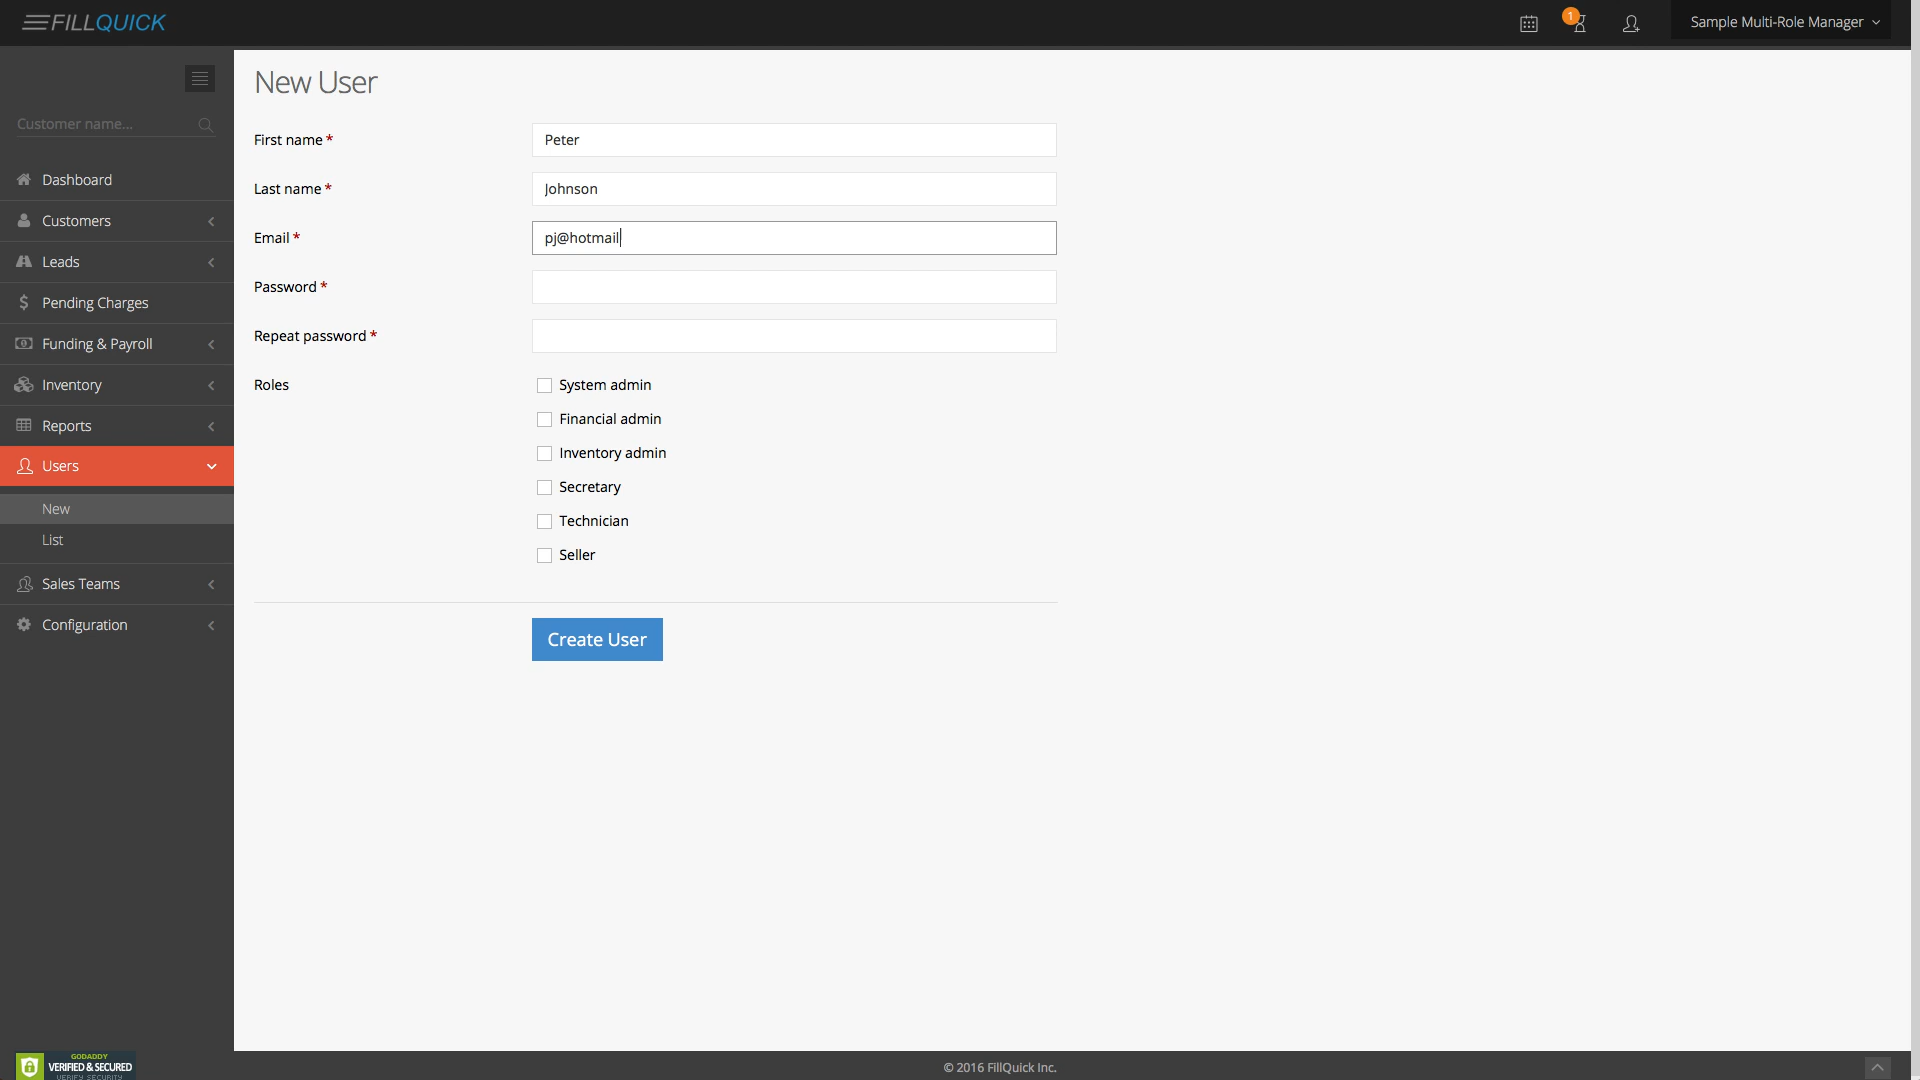 FILLQUICK
1
Sample Multi-Role Manager
Customer name...
Dashboard
Customers
Leads
Pending Charges
Funding & Payroll
Inventory
Reports
Users
New
List
Sales Teams
Configuration
New User
First name *
Peter
Last name *
Johnson
Email *
pj@hotmail
Password *
Repeat password *
Roles
System admin
Financial admin
Inventory admin
Secretary
Technician
Seller
Create User
GODADDY
VERIFIED & SECURED
VERIFY SECURITY
© 2016 FillQuick Inc.